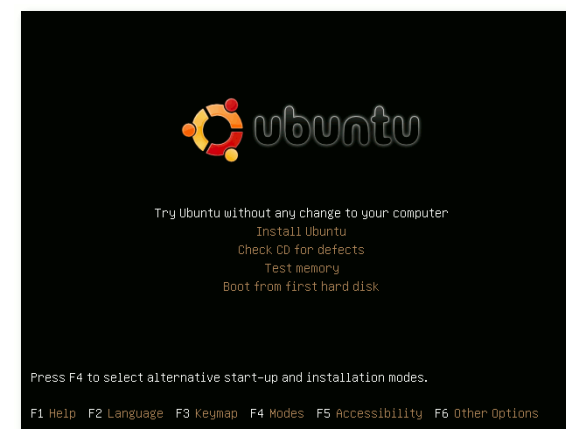 ubuntu
Try Ubuntu without any change to your computer
Install Ubuntu
Check CD for defects
Test memory
Boot from first hard disk
Press F4 to select alternative start-up and installation modes.
F1 Help F2 Language F3 Keymap F4 Modes F5 Accessibility F6 Other Options